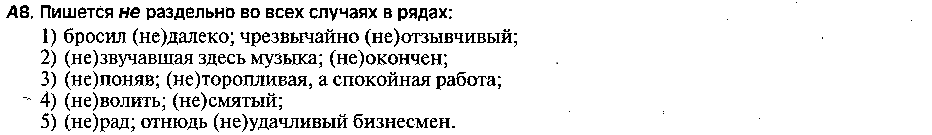 А8. Пишется не раздельно во всех случаях в рядах:
1) бросил (не)далеко; чрезвычайно (не)отзывчивый;
2) (не)звучавшая здесь музыка; (не)окончен;
3) (не)поняв; (не)торопливая, а спокойная работа;
4) (не)волить; (не)смятый;
5) (не)рад; отнюдь (не)удачливый бизнесмен.